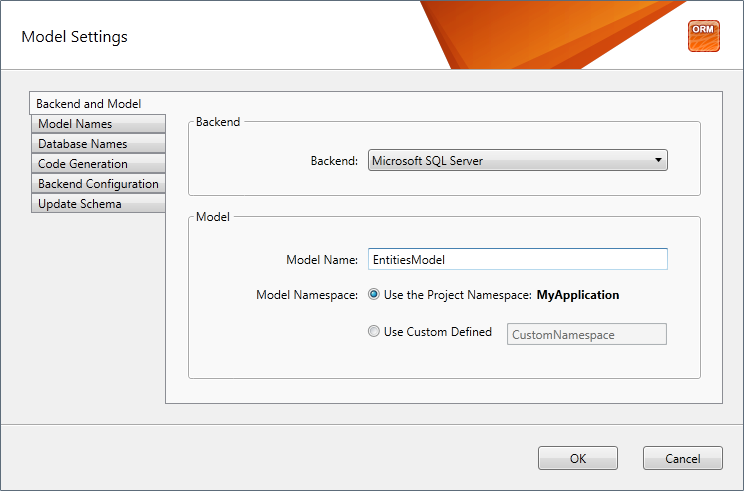 Model Settings
ORM
Backend and Model
Model Names
Database Names
Code Generation
Backend Configuration
Update Schema
Backend
Backend: Microsoft SQL Server
Model
Model Name: EntitiesModel
Model Namespace: Use the Project Namespace: MyApplication
Use Custom Defined CustomNamespace
OK Cancel